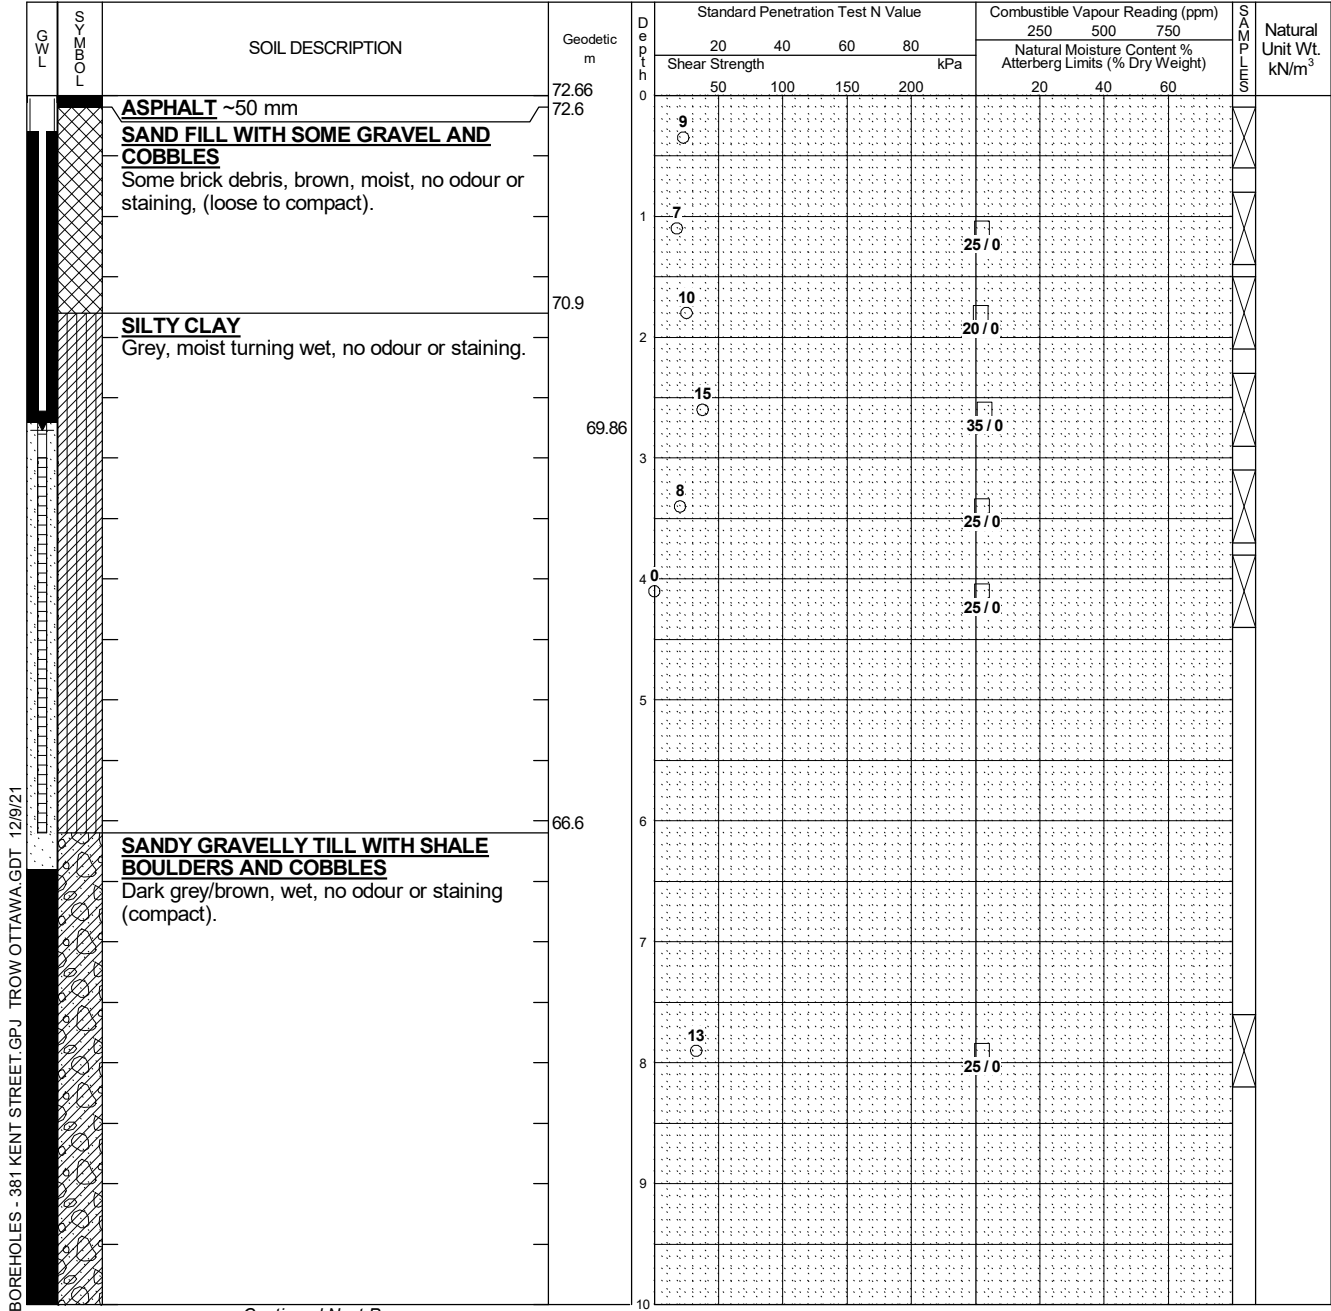 GWL
SYMBOL
SOIL DESCRIPTION
Geodetic
m
Depth
Standard Penetration Test N Value
20 40 60 80
Shear Strength kPa
50 100 150 200
Combustible Vapour Reading (ppm)
250 500 750
Natural Moisture Content %
Atterberg Limits (% Dry Weight)
20 40 60
SAMPLES
Natural
Unit Wt.
kN/m³
72.66
0
ASPHALT ~50 mm
72.6
SAND FILL WITH SOME GRAVEL AND
COBBLES
Some brick debris, brown, moist, no odour or
staining, (loose to compact).
9
7
1
25 / 0
70.9
10
SILTY CLAY
Grey, moist turning wet, no odour or staining.
20 / 0
2
15
35 / 0
69.86
3
8
25 / 0
4
0
25 / 0
5
6
66.6
SANDY GRAVELLY TILL WITH SHALE
BOULDERS AND COBBLES
Dark grey/brown, wet, no odour or staining
(compact).
7
13
8
25 / 0
9
10
BOREHOLES - 381 KENT STREET.GPJ TROW OTTAWA.GDT 12/9/21